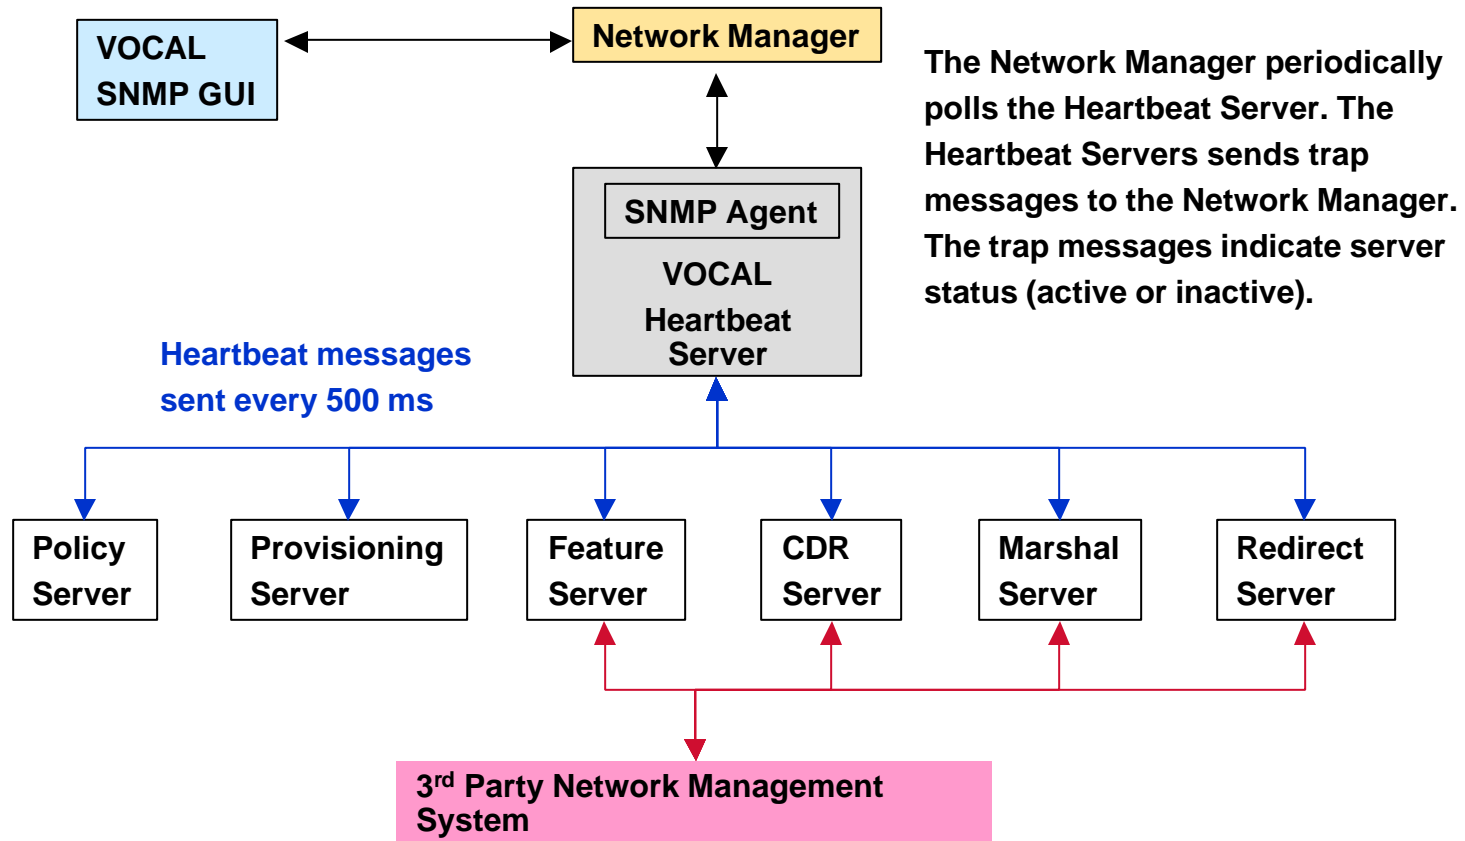 VOCAL
SNMP GUI
Network Manager
The Network Manager periodically
polls the Heartbeat Server. The
Heartbeat Servers sends trap
messages to the Network Manager.
The trap messages indicate server
status (active or inactive).
SNMP Agent
VOCAL
Heartbeat
Server
Heartbeat messages
sent every 500 ms
Policy
Server
Provisioning
Server
Feature
Server
CDR
Server
Marshal
Server
Redirect
Server
3rd Party Network Management
System